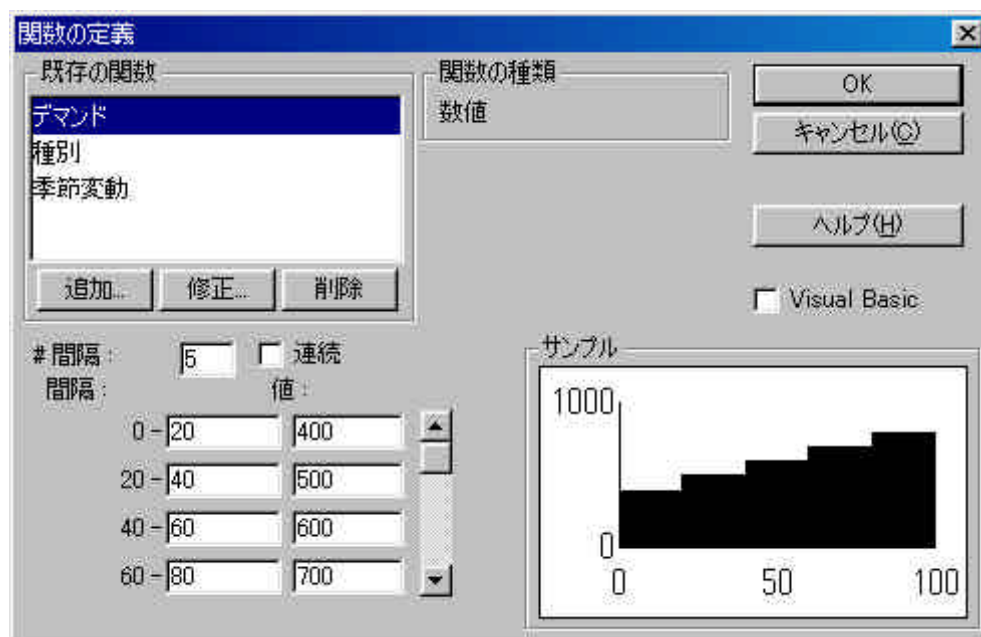 関数の定義
既存の関数
デマンド
種別
季節変動
追加...
修正...
削除
関数の種類
数値
OK
キャンセル(C)
ヘルプ(H)
Visual Basic
#間隔:
5
連続
間隔:
値:
0-20
400
20-40
500
40-60
600
60-80
700
サンプル
1000
0
0
50
100